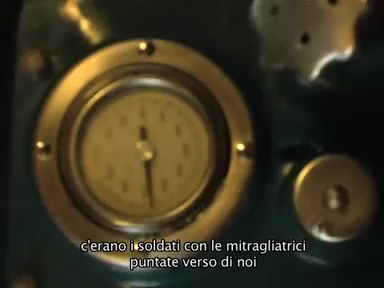 c'erano i soldati con le mitragliatrici
puntate verso di noi